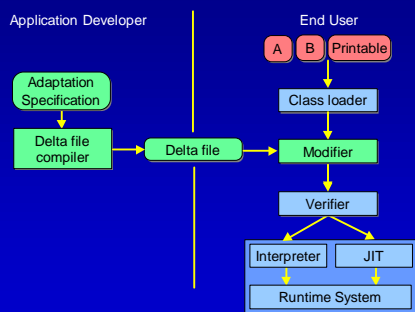 Application Developer
End User
A
B
Printable
Adaptation
Specification
Class loader
Delta file
compiler
Delta file
Modifier
Verifier
Interpreter
JIT
Runtime System